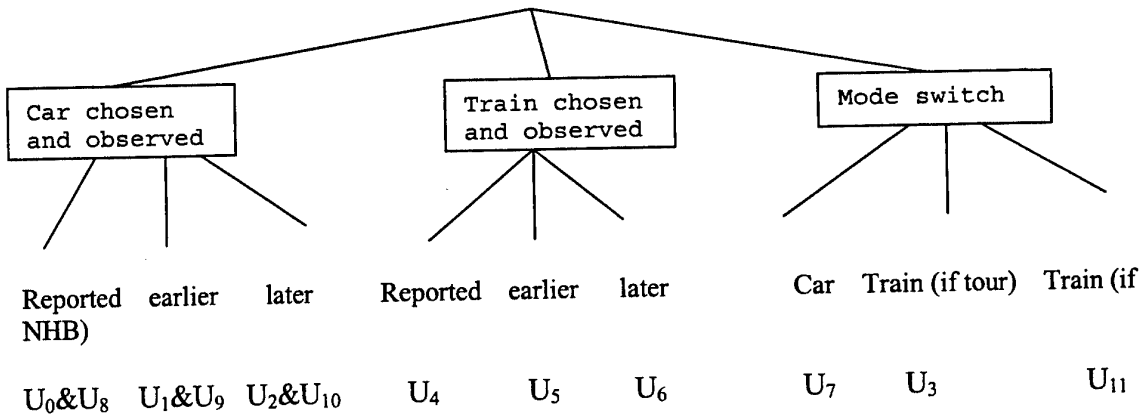 Car chosen
and observed
Train chosen
and observed
Mode switch
Reported earlier later Reported earlier later Car Train (if tour) Train (if
NHB)
U0&U8 U1&U9 U2&U10 U4 U5 U6 U7 U3 U11